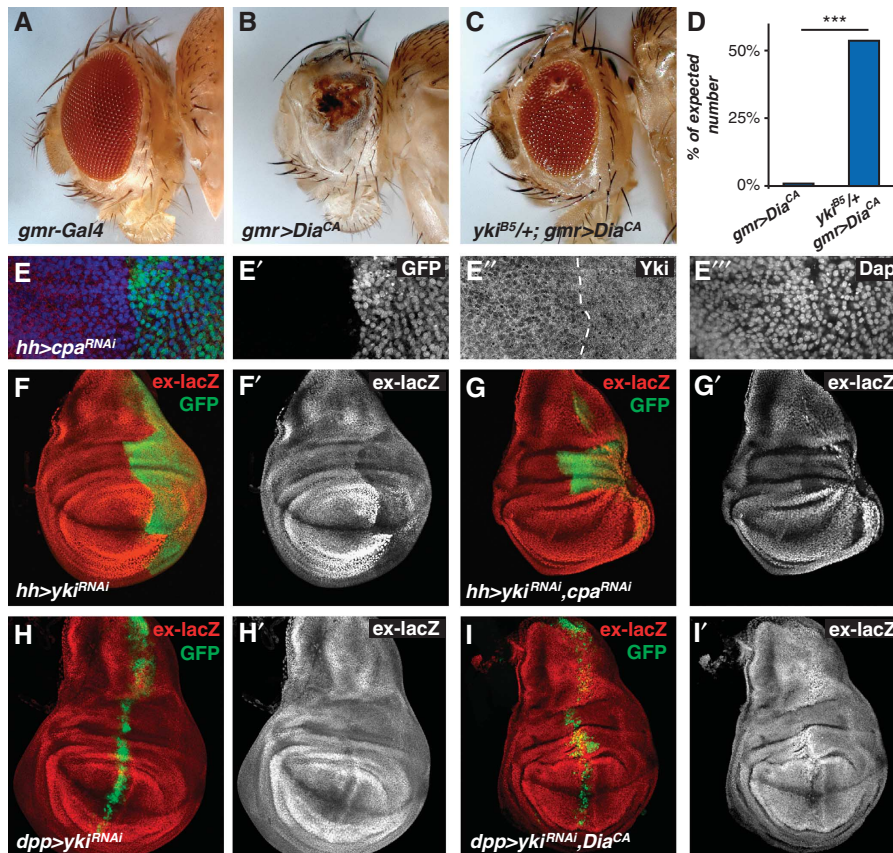 A
gmr-Gal4
B
gmr>Dia^CA
C
yki^B5/+; gmr>Dia^CA
D
% of expected
number
50%
25%
0%
***
gmr>Dia^CA
yki^B5/+
gmr>Dia^CA
E
hh>cpa^RNAi
E′
GFP
E″
Yki
E‴
Dap
F
ex-lacZ
GFP
hh>yki^RNAi
F′
ex-lacZ
G
ex-lacZ
GFP
hh>yki^RNAi,cpa^RNAi
G′
ex-lacZ
H
ex-lacZ
GFP
dpp>yki^RNAi
H′
ex-lacZ
I
ex-lacZ
GFP
dpp>yki^RNAi,Dia^CA
I′
ex-lacZ